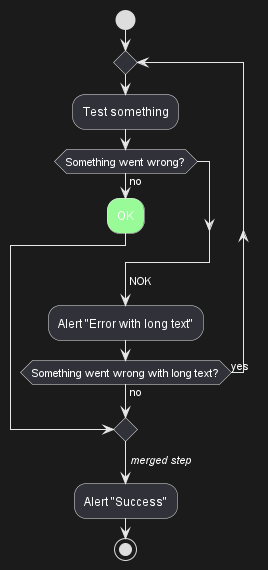 Test something
Something went wrong?
no
OK
NOK
Alert "Error with long text"
Something went wrong with long text?
yes
no
merged step
Alert "Success"